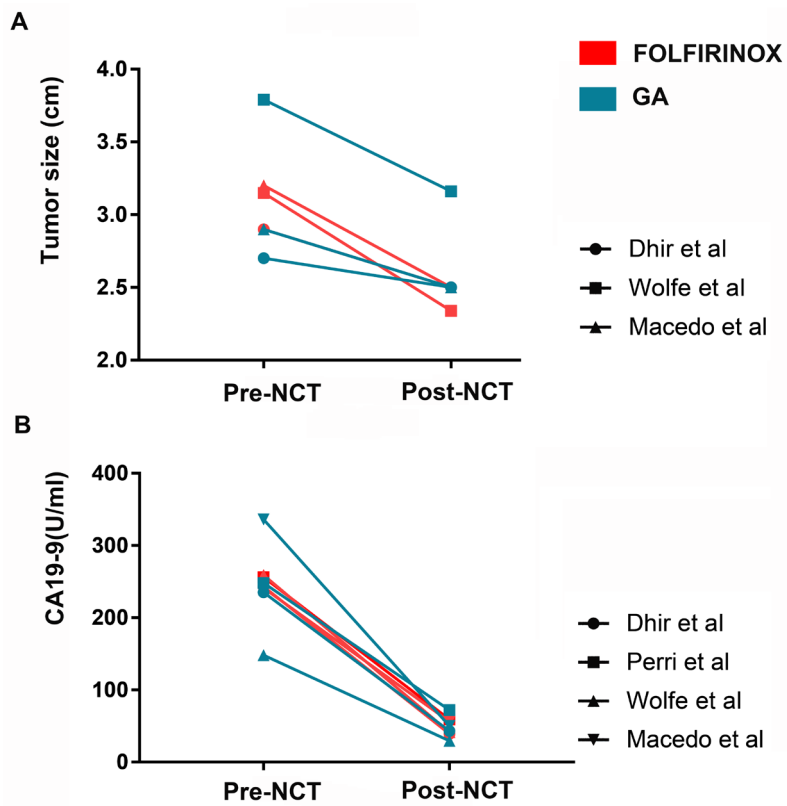 A
FOLFIRINOX
GA
Tumor size (cm)
4.0
3.5
3.0
2.5
2.0
Pre-NCT
Post-NCT
Dhir et al
Wolfe et al
Macedo et al
B
CA19-9(U/ml)
400
300
200
100
0
Pre-NCT
Post-NCT
Dhir et al
Perri et al
Wolfe et al
Macedo et al